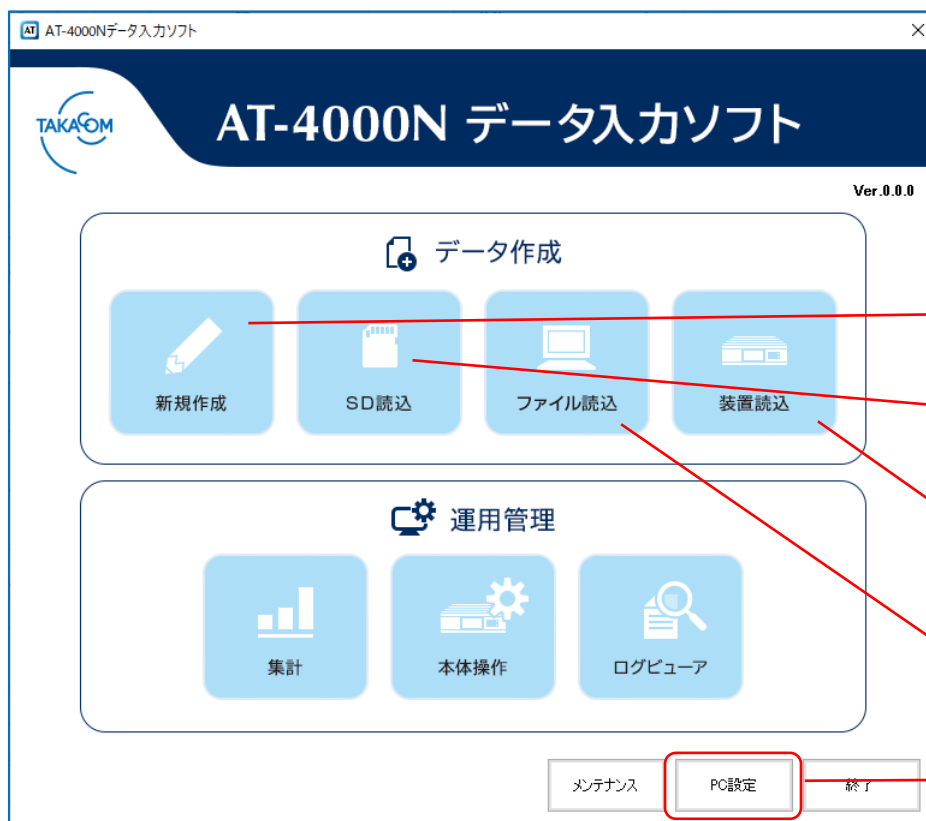 AT AT-4000Nデータ入力ソフト
TAKACOM
AT-4000N データ入力ソフト
Ver.0.0.0
データ作成
新規作成 SD読込 ファイル読込 装置読込
運用管理
集計 本体操作 ログビューア
メンテナンス PC設定 終了